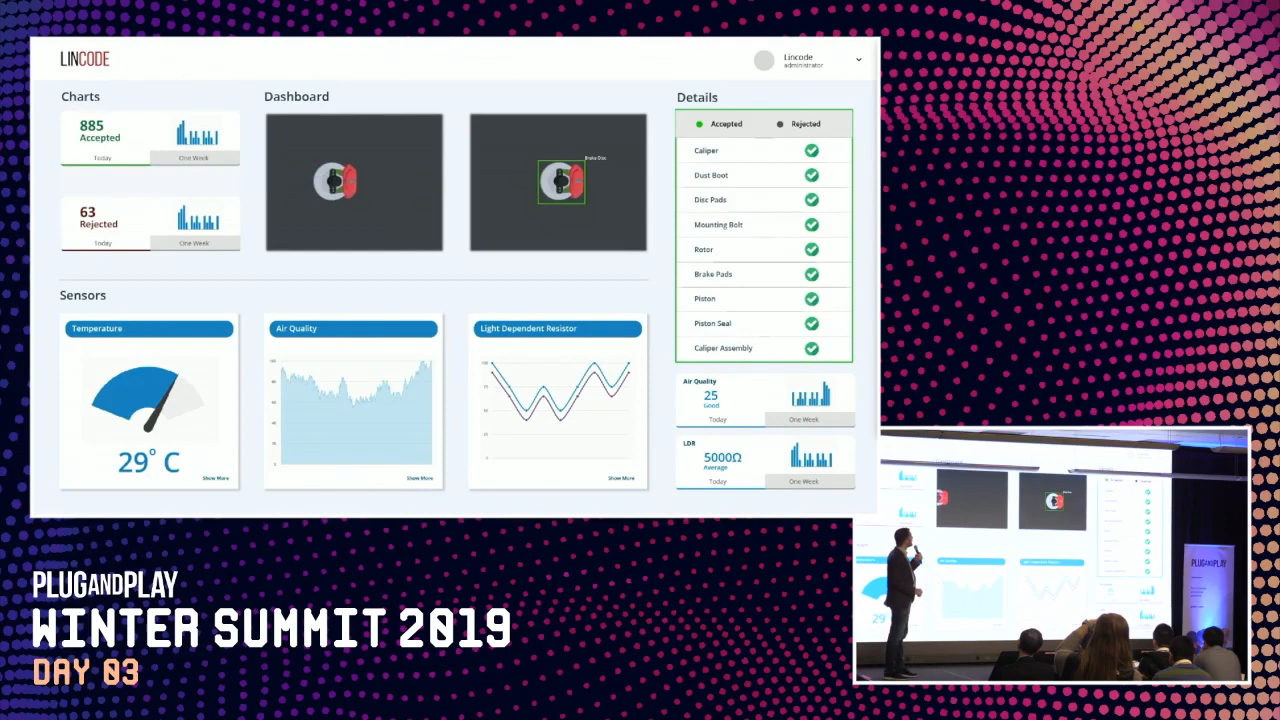 LINCODE
Lincode
administrator
Charts
885
Accepted
Today
One Week
63
Rejected
Today
One Week
Dashboard
Brake Disc
Details
Accepted
Rejected
Caliper
Dust Boot
Disc Pads
Mounting Bolt
Rotor
Brake Pads
Piston
Piston Seal
Caliper Assembly
Sensors
Temperature
29° C
Show More
Air Quality
Show More
Light Dependent Resistor
Show More
Air Quality
25
Good
Today
One Week
LDR
5000Ω
Average
Today
One Week
PLUGANDPLAY
WINTER SUMMIT 2019
DAY 03
29
PLUGANDPLAY